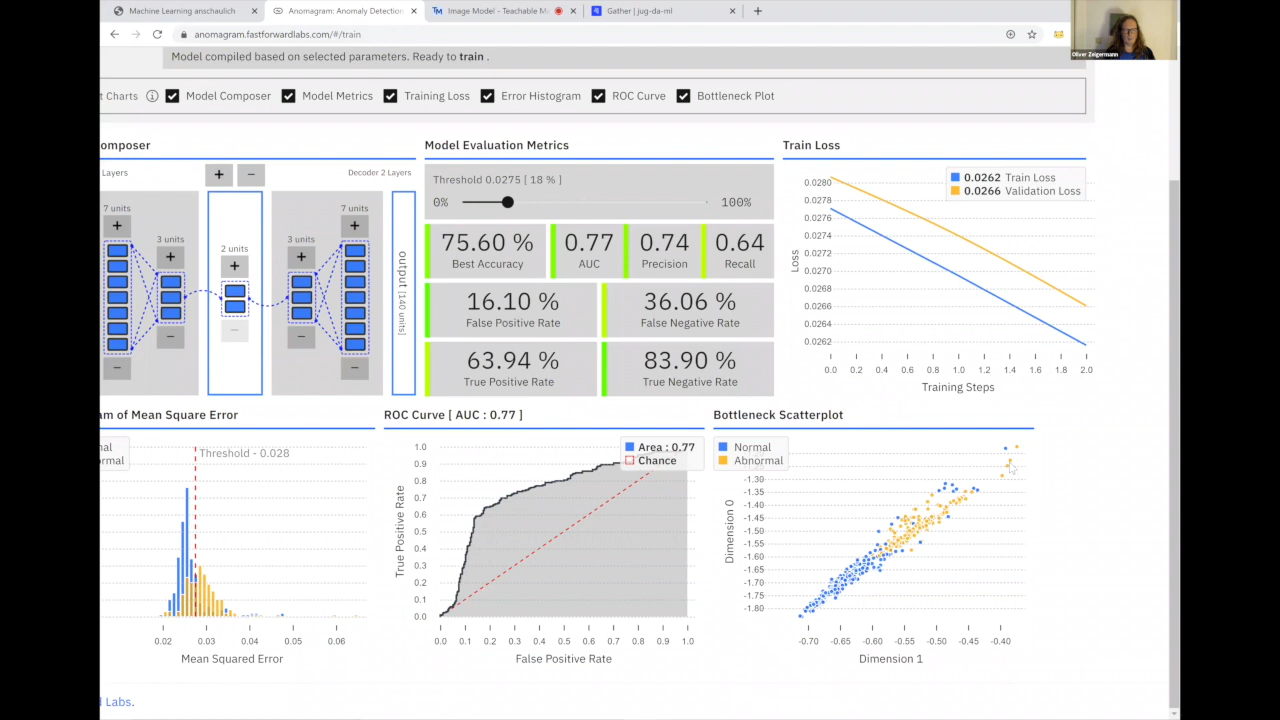 Machine Learning anschaulich
Anomagram: Anomaly Detection
Image Model - Teachable M
Gather | jug-da-ml
anomagram.fastforwardlabs.com/#/train
Oliver Zeigermann
Model compiled based on selected parameters. Ready to train .
t Charts Model Composer Model Metrics Training Loss Error Histogram ROC Curve Bottleneck Plot
omposer
Layers
Decoder 2 Layers
7 units
3 units
2 units
3 units
7 units
output [140 units]
Model Evaluation Metrics
Threshold 0.0275 [ 18 % ]
0% 100%
75.60 % 0.77 0.74 0.64
Best Accuracy AUC Precision Recall
16.10 % 36.06 %
False Positive Rate False Negative Rate
63.94 % 83.90 %
True Positive Rate True Negative Rate
Train Loss
0.0262 Train Loss
0.0266 Validation Loss
Loss
0.0280
0.0278
0.0276
0.0274
0.0272
0.0270
0.0268
0.0266
0.0264
0.0262
0.0 0.2 0.4 0.6 0.8 1.0 1.2 1.4 1.6 1.8 2.0
Training Steps
am of Mean Square Error
al
ormal
Threshold - 0.028
0.02 0.03 0.04 0.05 0.06
Mean Squared Error
ROC Curve [ AUC : 0.77 ]
Area : 0.77
Chance
True Positive Rate
1.0
0.9
0.8
0.7
0.6
0.5
0.4
0.3
0.2
0.1
0.0
0.0 0.1 0.2 0.3 0.4 0.5 0.6 0.7 0.8 0.9 1.0
False Positive Rate
Bottleneck Scatterplot
Normal
Abnormal
Dimension 0
-1.30
-1.35
-1.40
-1.45
-1.50
-1.55
-1.60
-1.65
-1.70
-1.75
-1.80
-0.70 -0.65 -0.60 -0.55 -0.50 -0.45 -0.40
Dimension 1
d Labs.